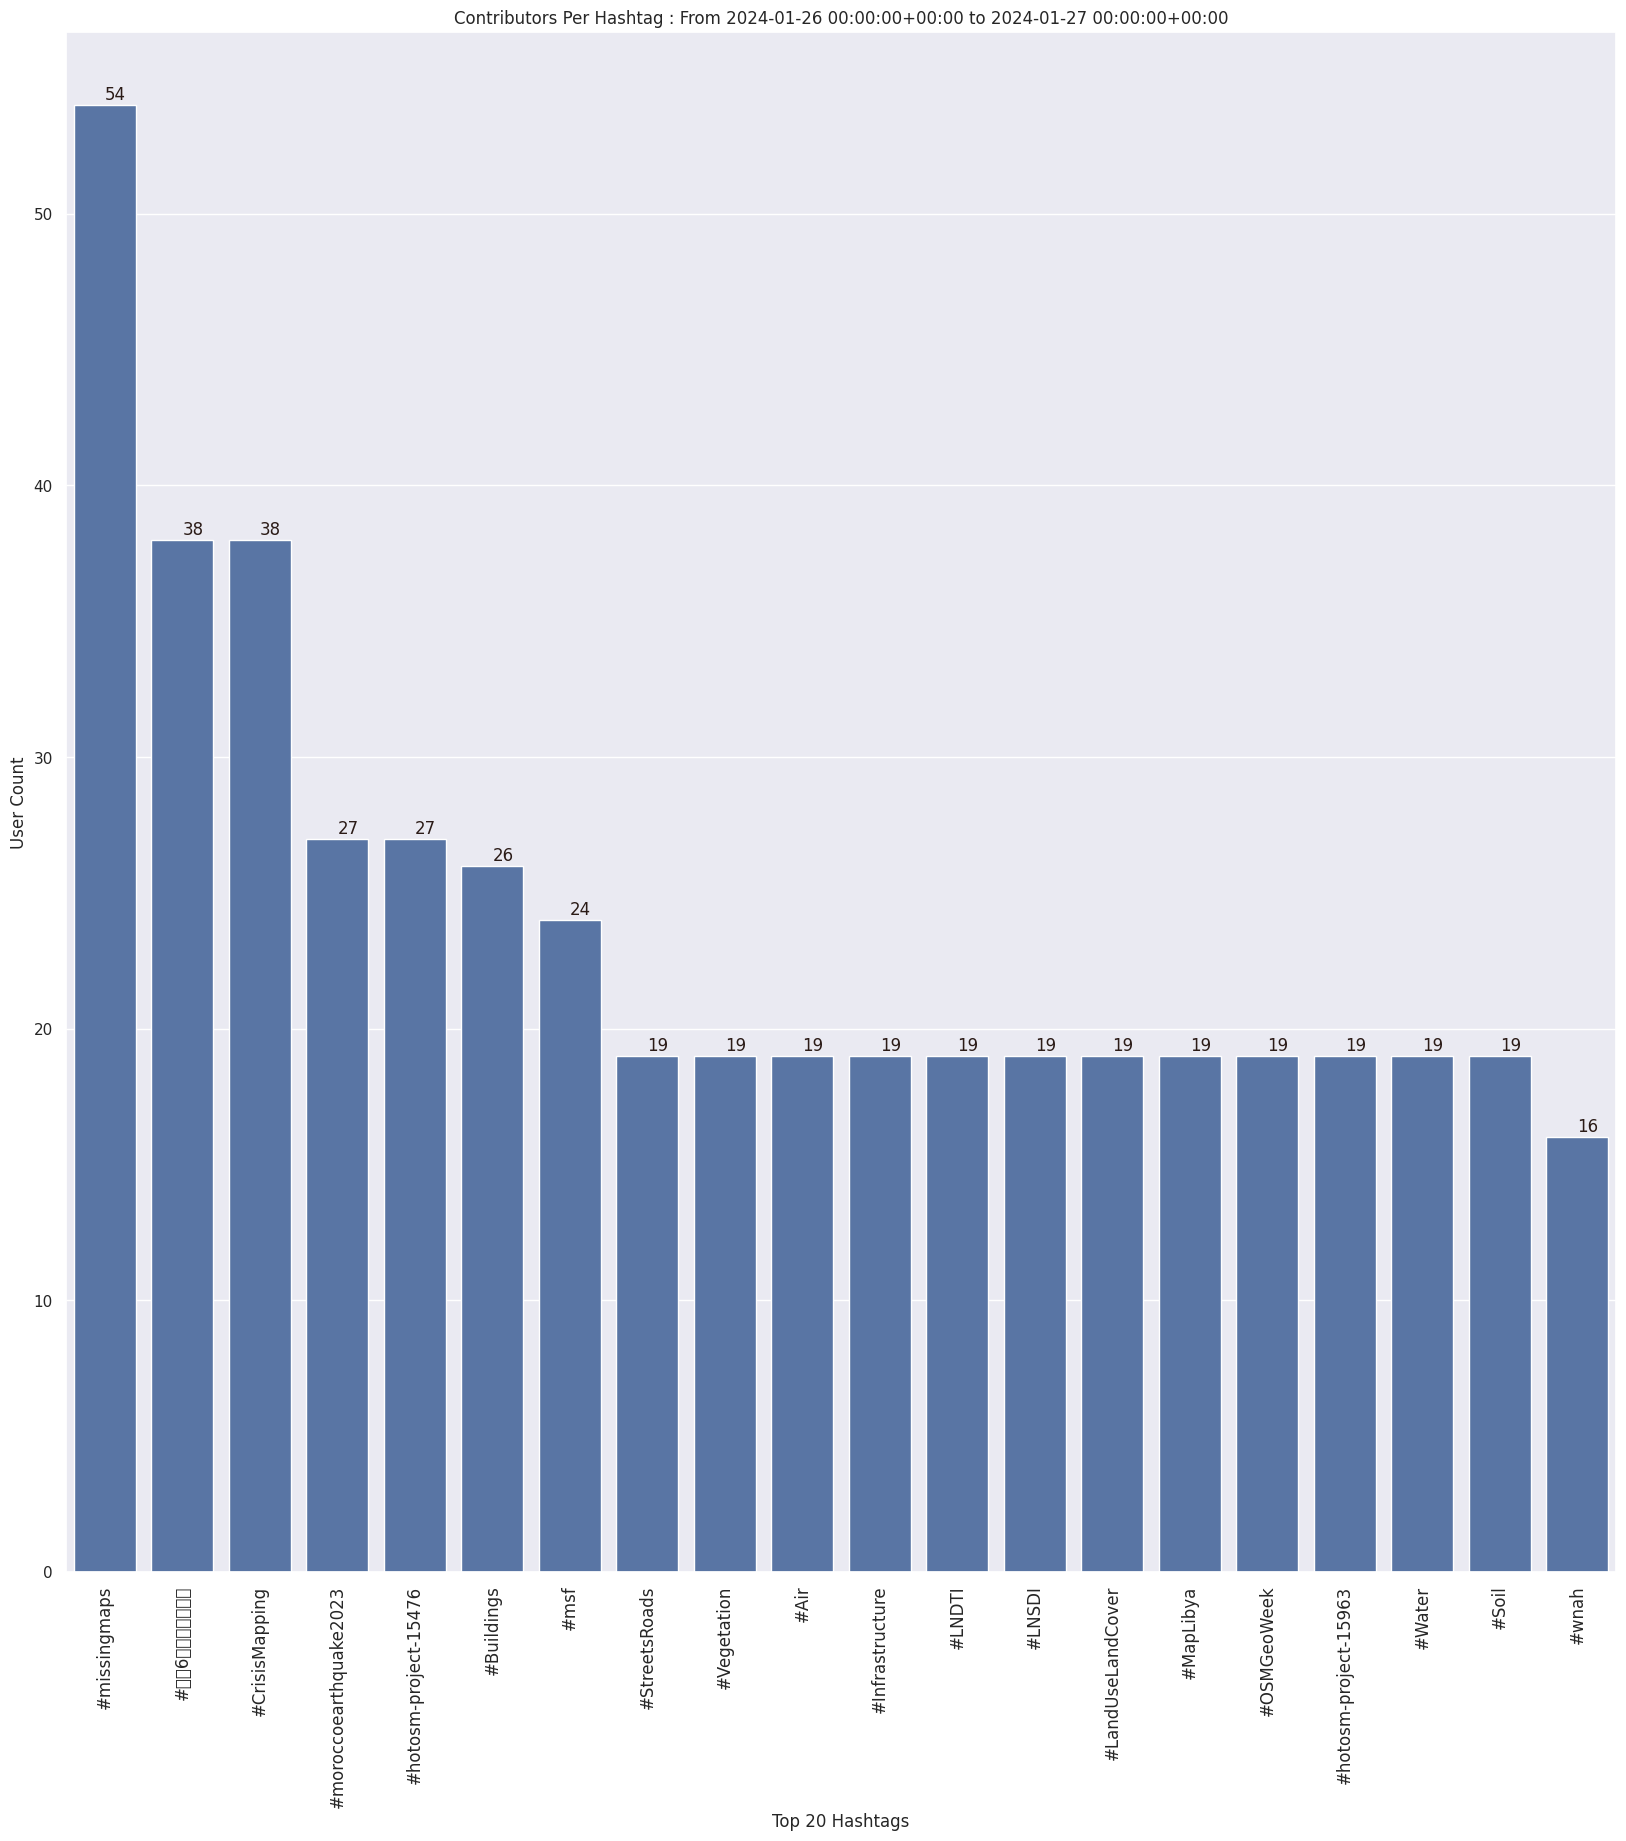 Contributors Per Hashtag : From 2024-01-26 00:00:00+00:00 to 2024-01-27 00:00:00+00:00
User Count
50
40
30
20
10
0
54
38
38
27
27
26
24
19
19
19
19
19
19
19
19
19
19
19
19
16
#missingmaps
#CrisisMapping
#moroccoearthquake2023
#hotosm-project-15476
#Buildings
#msf
#StreetsRoads
#Vegetation
#Air
#Infrastructure
#LNDTI
#LNSDI
#LandUseLandCover
#MapLibya
#OSMGeoWeek
#hotosm-project-15963
#Water
#Soil
#wnah
Top 20 Hashtags